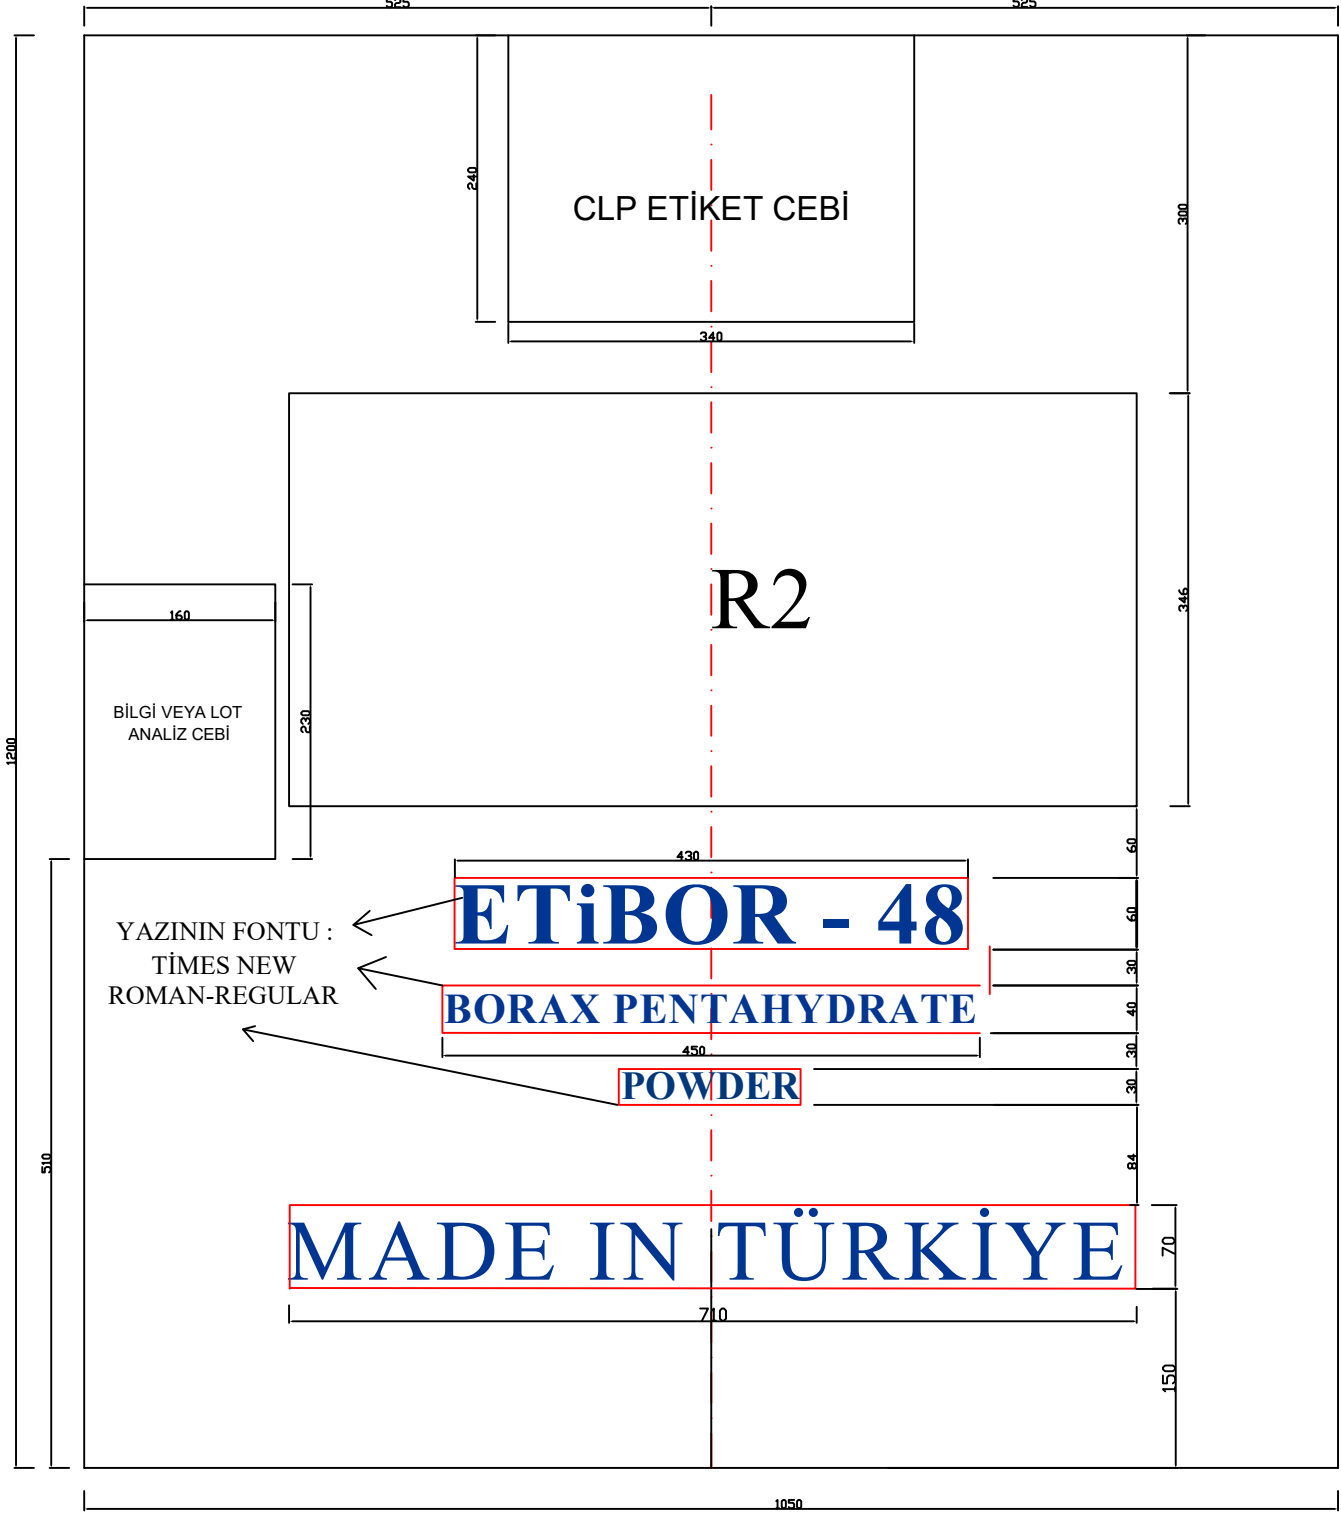 525
525
240
CLP ETİKET CEBİ
300
340
R2
346
160
BİLGİ VEYA LOT
ANALİZ CEBİ
230
1200
60
430
ETiBOR - 48
60
YAZININ FONTU :
TİMES NEW
ROMAN-REGULAR
30
BORAX PENTAHYDRATE
40
450
30
POWDER
30
510
84
MADE IN TÜRKİYE
70
710
150
1050